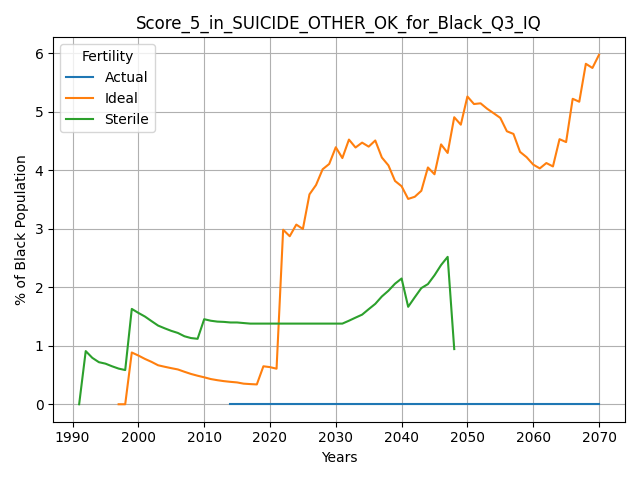 Score_5_in_SUICIDE_OTHER_OK_for_Black_Q3_IQ
Fertility
Actual
Ideal
Sterile
% of Black Population
6
5
4
3
2
1
0
1990 2000 2010 2020 2030 2040 2050 2060 2070
Years